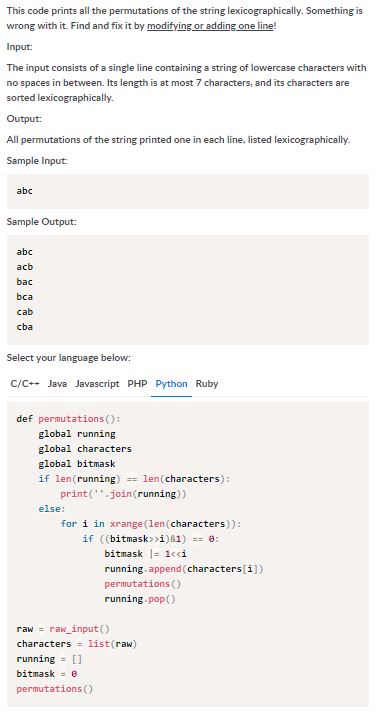 This code prints all the permutations of the string lexicographically. Something is
wrong with it. Find and fix it by modifying or adding one line!
Input:
The input consists of a single line containing a string of lowercase characters with
no spaces in between. Its length is at most 7 characters, and its characters are
sorted lexicographically.
Output:
All permutations of the string printed one in each line, listed lexicographically.
Sample Input:
abc
Sample Output:
abc
acb
bac
bca
cab
cba
Select your language below:
C/C++ Java Javascript PHP Python Ruby
def permutations():
    global running
    global characters
    global bitmask
    if len(running) == len(characters):
        print(''.join(running))
    else:
        for i in xrange(len(characters)):
            if ((bitmask>>i)&1) == 0:
                bitmask |= 1<<i
                running.append(characters[i])
                permutations()
                running.pop()
raw = raw_input()
characters = list(raw)
running = []
bitmask = 0
permutations()